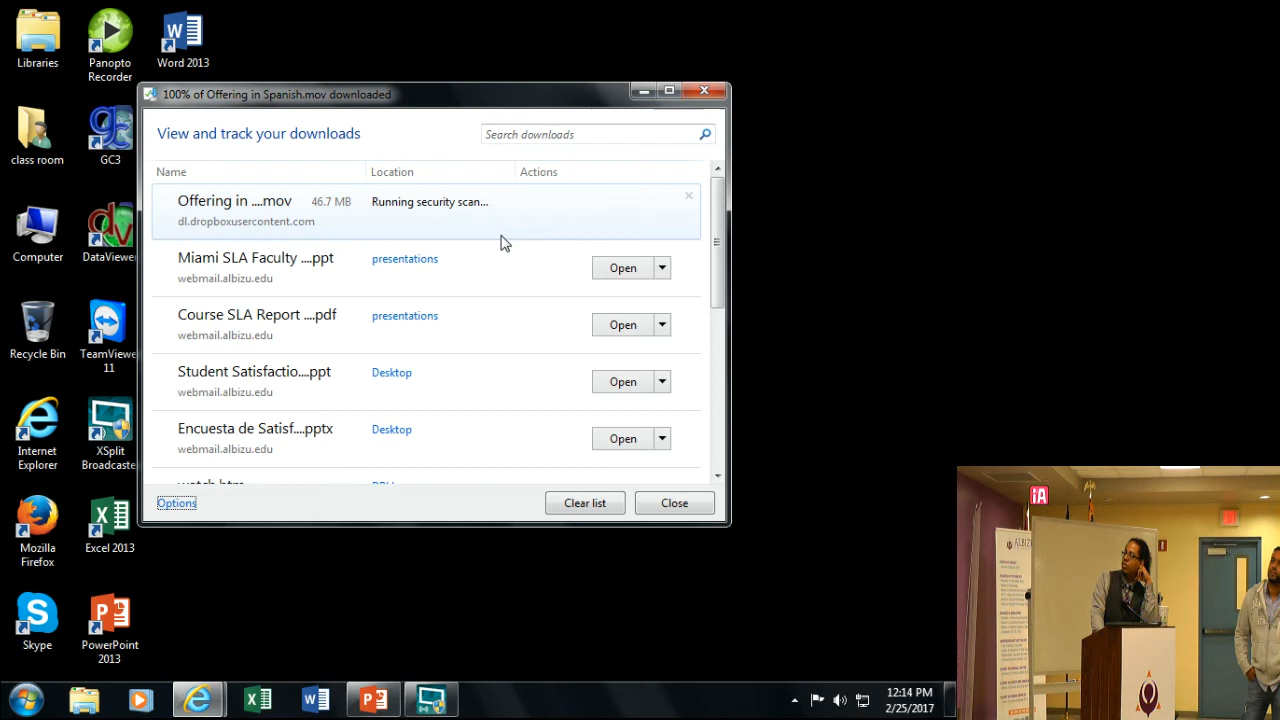 Libraries
Panopto
Recorder
Word 2013
class room
GC3
Computer
DataViewer
Recycle Bin
TeamViewe
11
Internet
Explorer
XSplit
Broadcaste
Mozilla
Firefox
Excel 2013
Skype
PowerPoint
2013
100% of Offering in Spanish.mov downloaded
View and track your downloads
Search downloads
Name
Location
Actions
Offering in ....mov
46.7 MB
Running security scan...
dl.dropboxusercontent.com
Miami SLA Faculty ....ppt
presentations
Open
webmail.albizu.edu
Course SLA Report ....pdf
presentations
Open
webmail.albizu.edu
Student Satisfactio....ppt
Desktop
Open
webmail.albizu.edu
Encuesta de Satisf....pptx
Desktop
Open
webmail.albizu.edu
Options
Clear list
Close
iA
ALBIZ
12:14 PM
2/25/2017